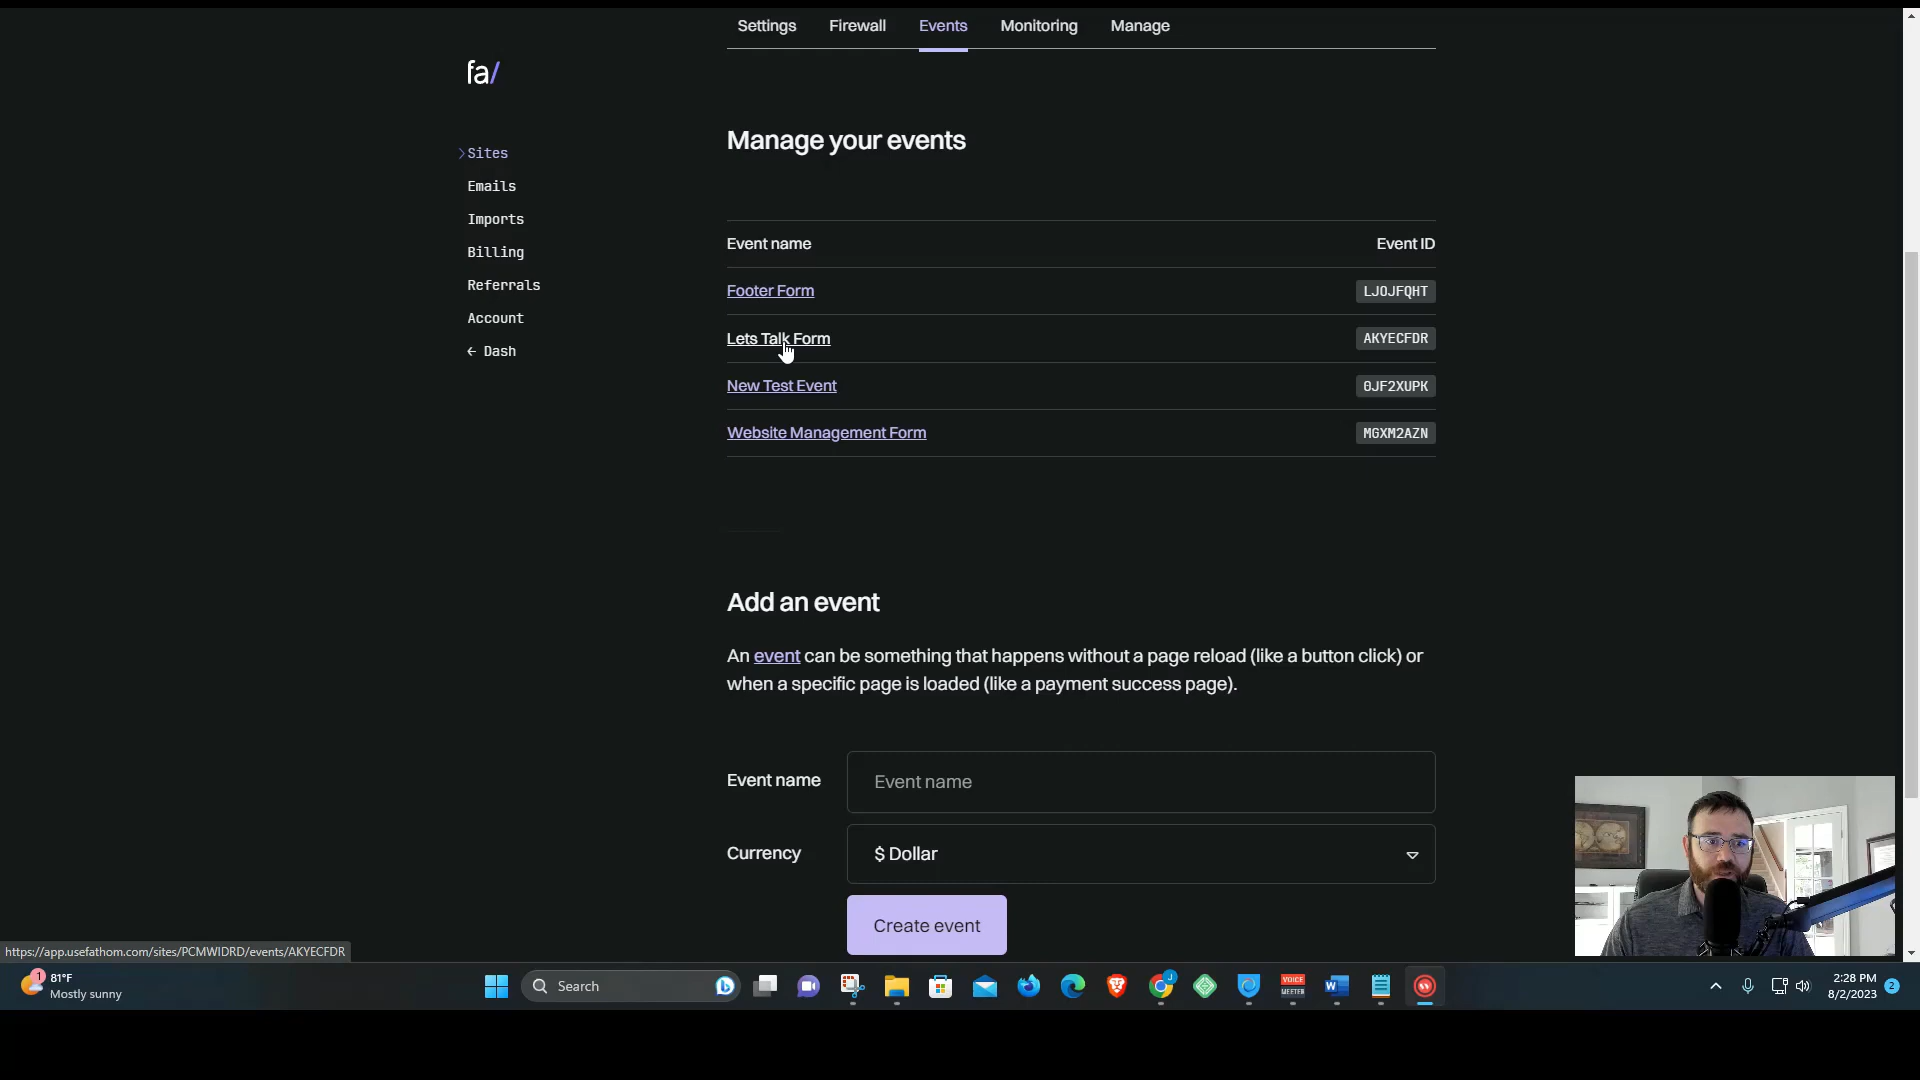 Settings Firewall Events Monitoring Manage
fa/
Sites
Emails
Imports
Billing
Referrals
Account
← Dash
Manage your events
Event name Event ID
Footer Form LJOJFQHT
Lets Talk Form AKYECFDR
New Test Event 0JF2XUPK
Website Management Form MGXM2AZN
Add an event
An event can be something that happens without a page reload (like a button click) or
when a specific page is loaded (like a payment success page).
Event name Event name
Currency $ Dollar
Create event
https://app.usefathom.com/sites/PCMWIDRD/events/AKYECFDR
1 81°F
Mostly sunny
Search
J
VOICE
MEETER
W
2:28 PM
8/2/2023
2